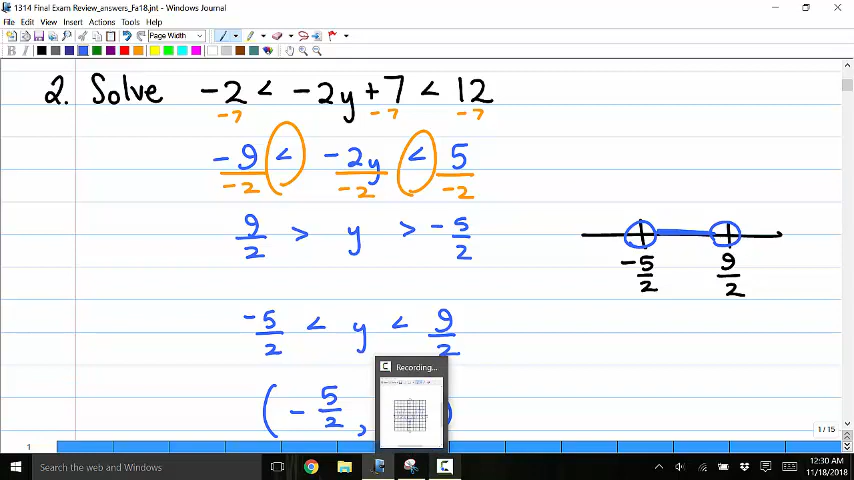 1314 Final Exam Review_answers_Fa18.jnt - Windows Journal
File Edit View Insert Actions Tools Help
Page Width
B I
2. Solve -2 < -2y + 7 < 12
-7 -7 -7
-9 < -2y < 5
-2 -2 -2
9/2 > y > -5/2
-5/2 9/2
-5/2 < y < 9/2
Recording...
( -5/2, )
1 / 15
1
Search the web and Windows
12:30 AM
11/18/2018